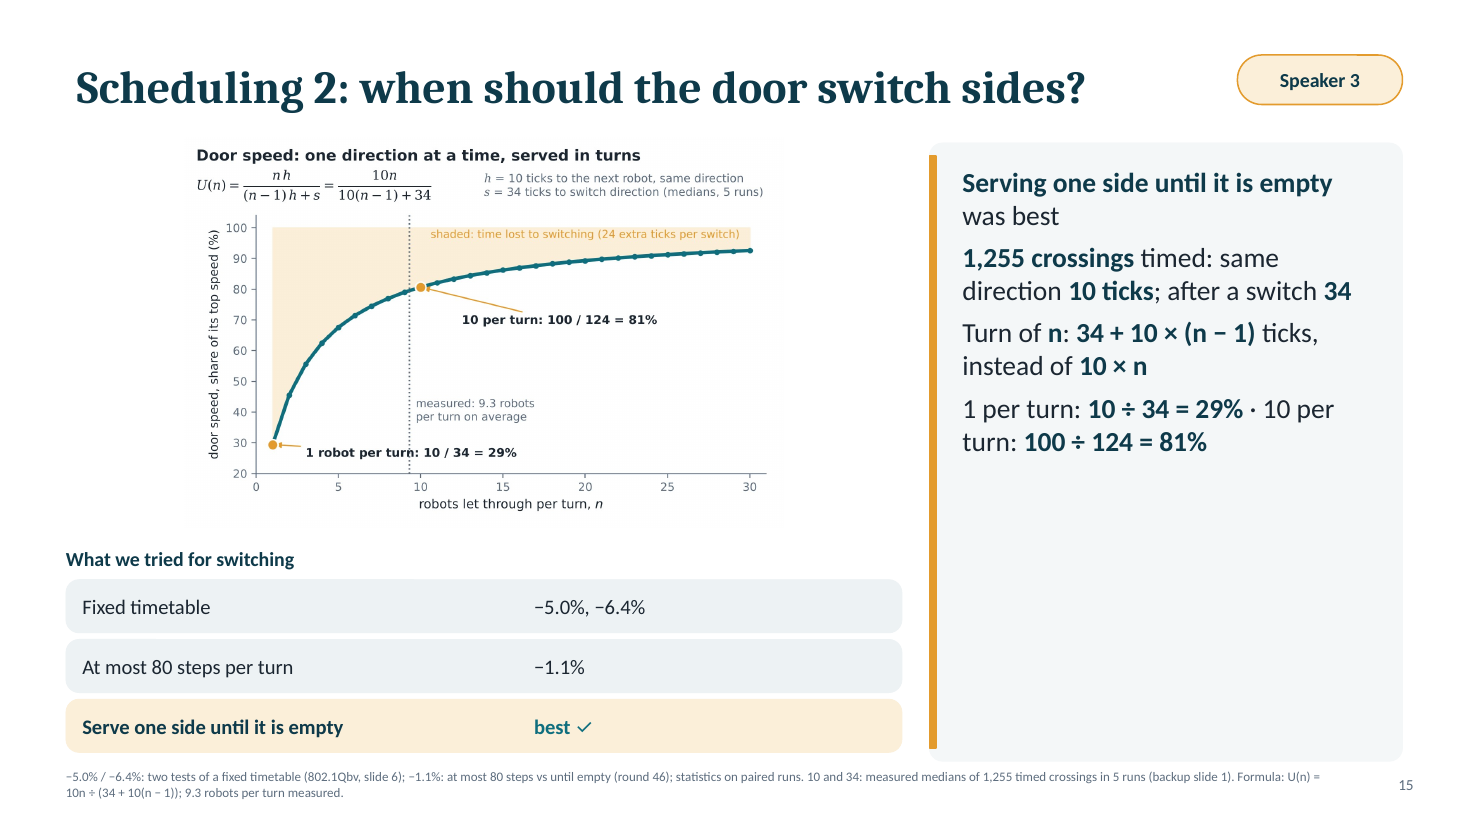 Scheduling 2: when should the door switch sides?
Speaker 3
Door speed: one direction at a time, served in turns
U(n) = n h / ((n − 1) h + s) = 10n / (10(n − 1) + 34)
h = 10 ticks to the next robot, same direction
s = 34 ticks to switch direction (medians, 5 runs)
shaded: time lost to switching (24 extra ticks per switch)
door speed, share of its top speed (%)
100
90
80
70
60
50
40
30
20
10 per turn: 100 / 124 = 81%
measured: 9.3 robots
per turn on average
1 robot per turn: 10 / 34 = 29%
0 5 10 15 20 25 30
robots let through per turn, n
What we tried for switching
Fixed timetable −5.0%, −6.4%
At most 80 steps per turn −1.1%
Serve one side until it is empty best ✓
Serving one side until it is empty
was best
1,255 crossings timed: same
direction 10 ticks; after a switch 34
Turn of n: 34 + 10 × (n − 1) ticks,
instead of 10 × n
1 per turn: 10 ÷ 34 = 29% · 10 per
turn: 100 ÷ 124 = 81%
−5.0% / −6.4%: two tests of a fixed timetable (802.1Qbv, slide 6); −1.1%: at most 80 steps vs until empty (round 46); statistics on paired runs. 10 and 34: measured medians of 1,255 timed crossings in 5 runs (backup slide 1). Formula: U(n) =
10n ÷ (34 + 10(n − 1)); 9.3 robots per turn measured.
15